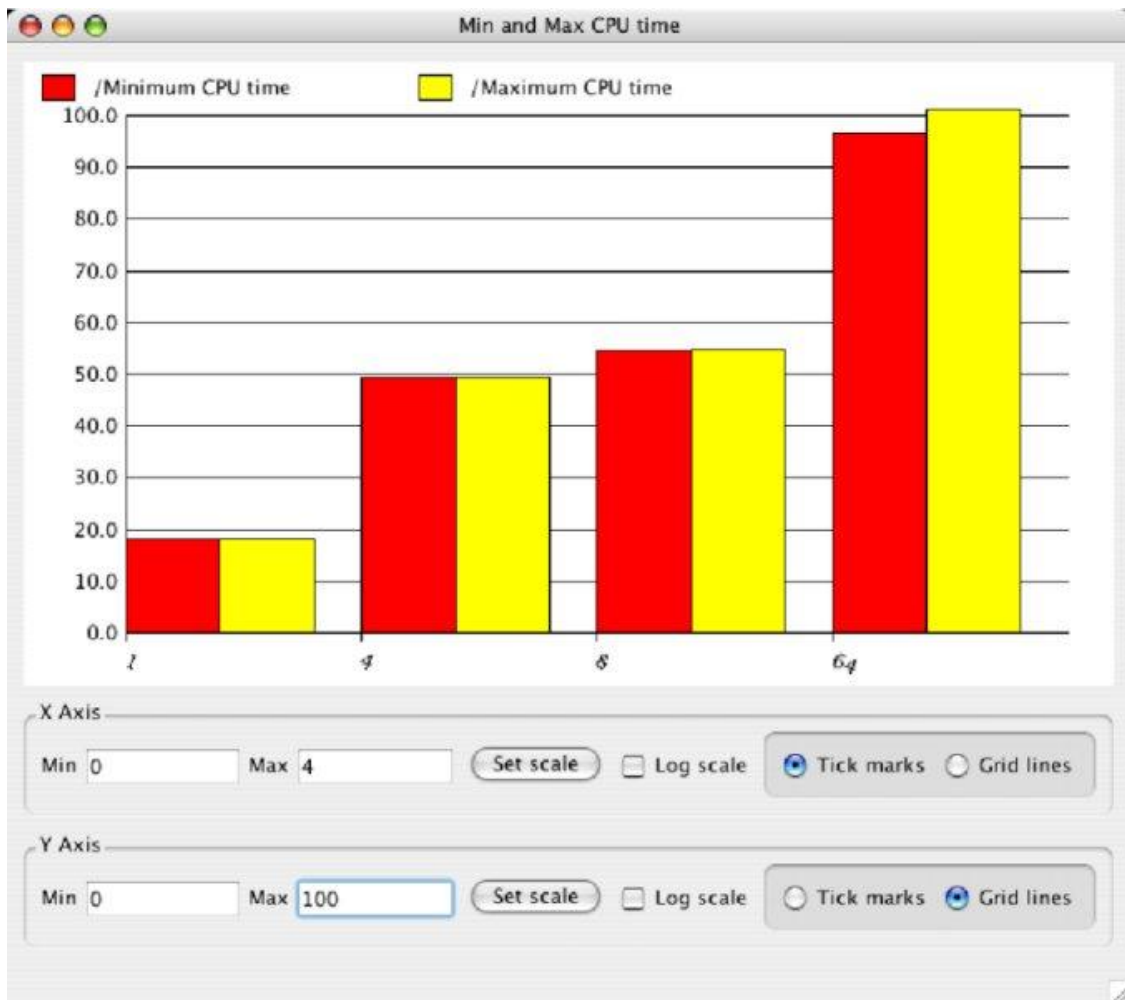 Min and Max CPU time
/Minimum CPU time /Maximum CPU time
100.0
90.0
80.0
70.0
60.0
50.0
40.0
30.0
20.0
10.0
0.0
1 4 8 64
X Axis
Min 0 Max 4 Set scale Log scale Tick marks Grid lines
Y Axis
Min 0 Max 100 Set scale Log scale Tick marks Grid lines